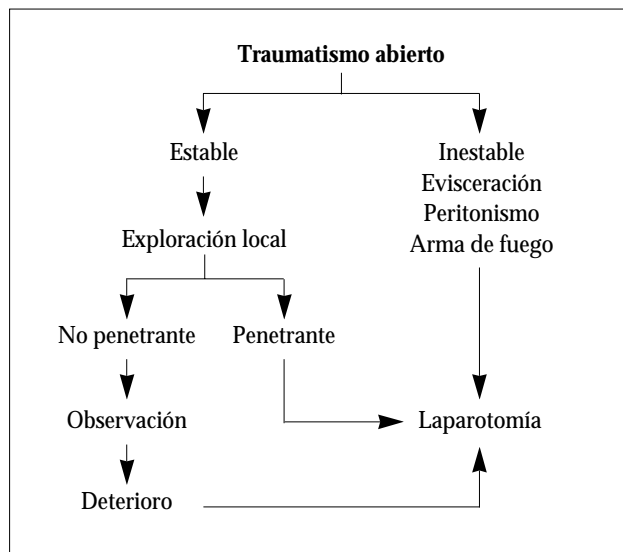 Traumatismo abierto
Estable
Inestable
Evisceración
Peritonismo
Arma de fuego
Exploración local
No penetrante
Penetrante
Observación
Laparotomía
Deterioro